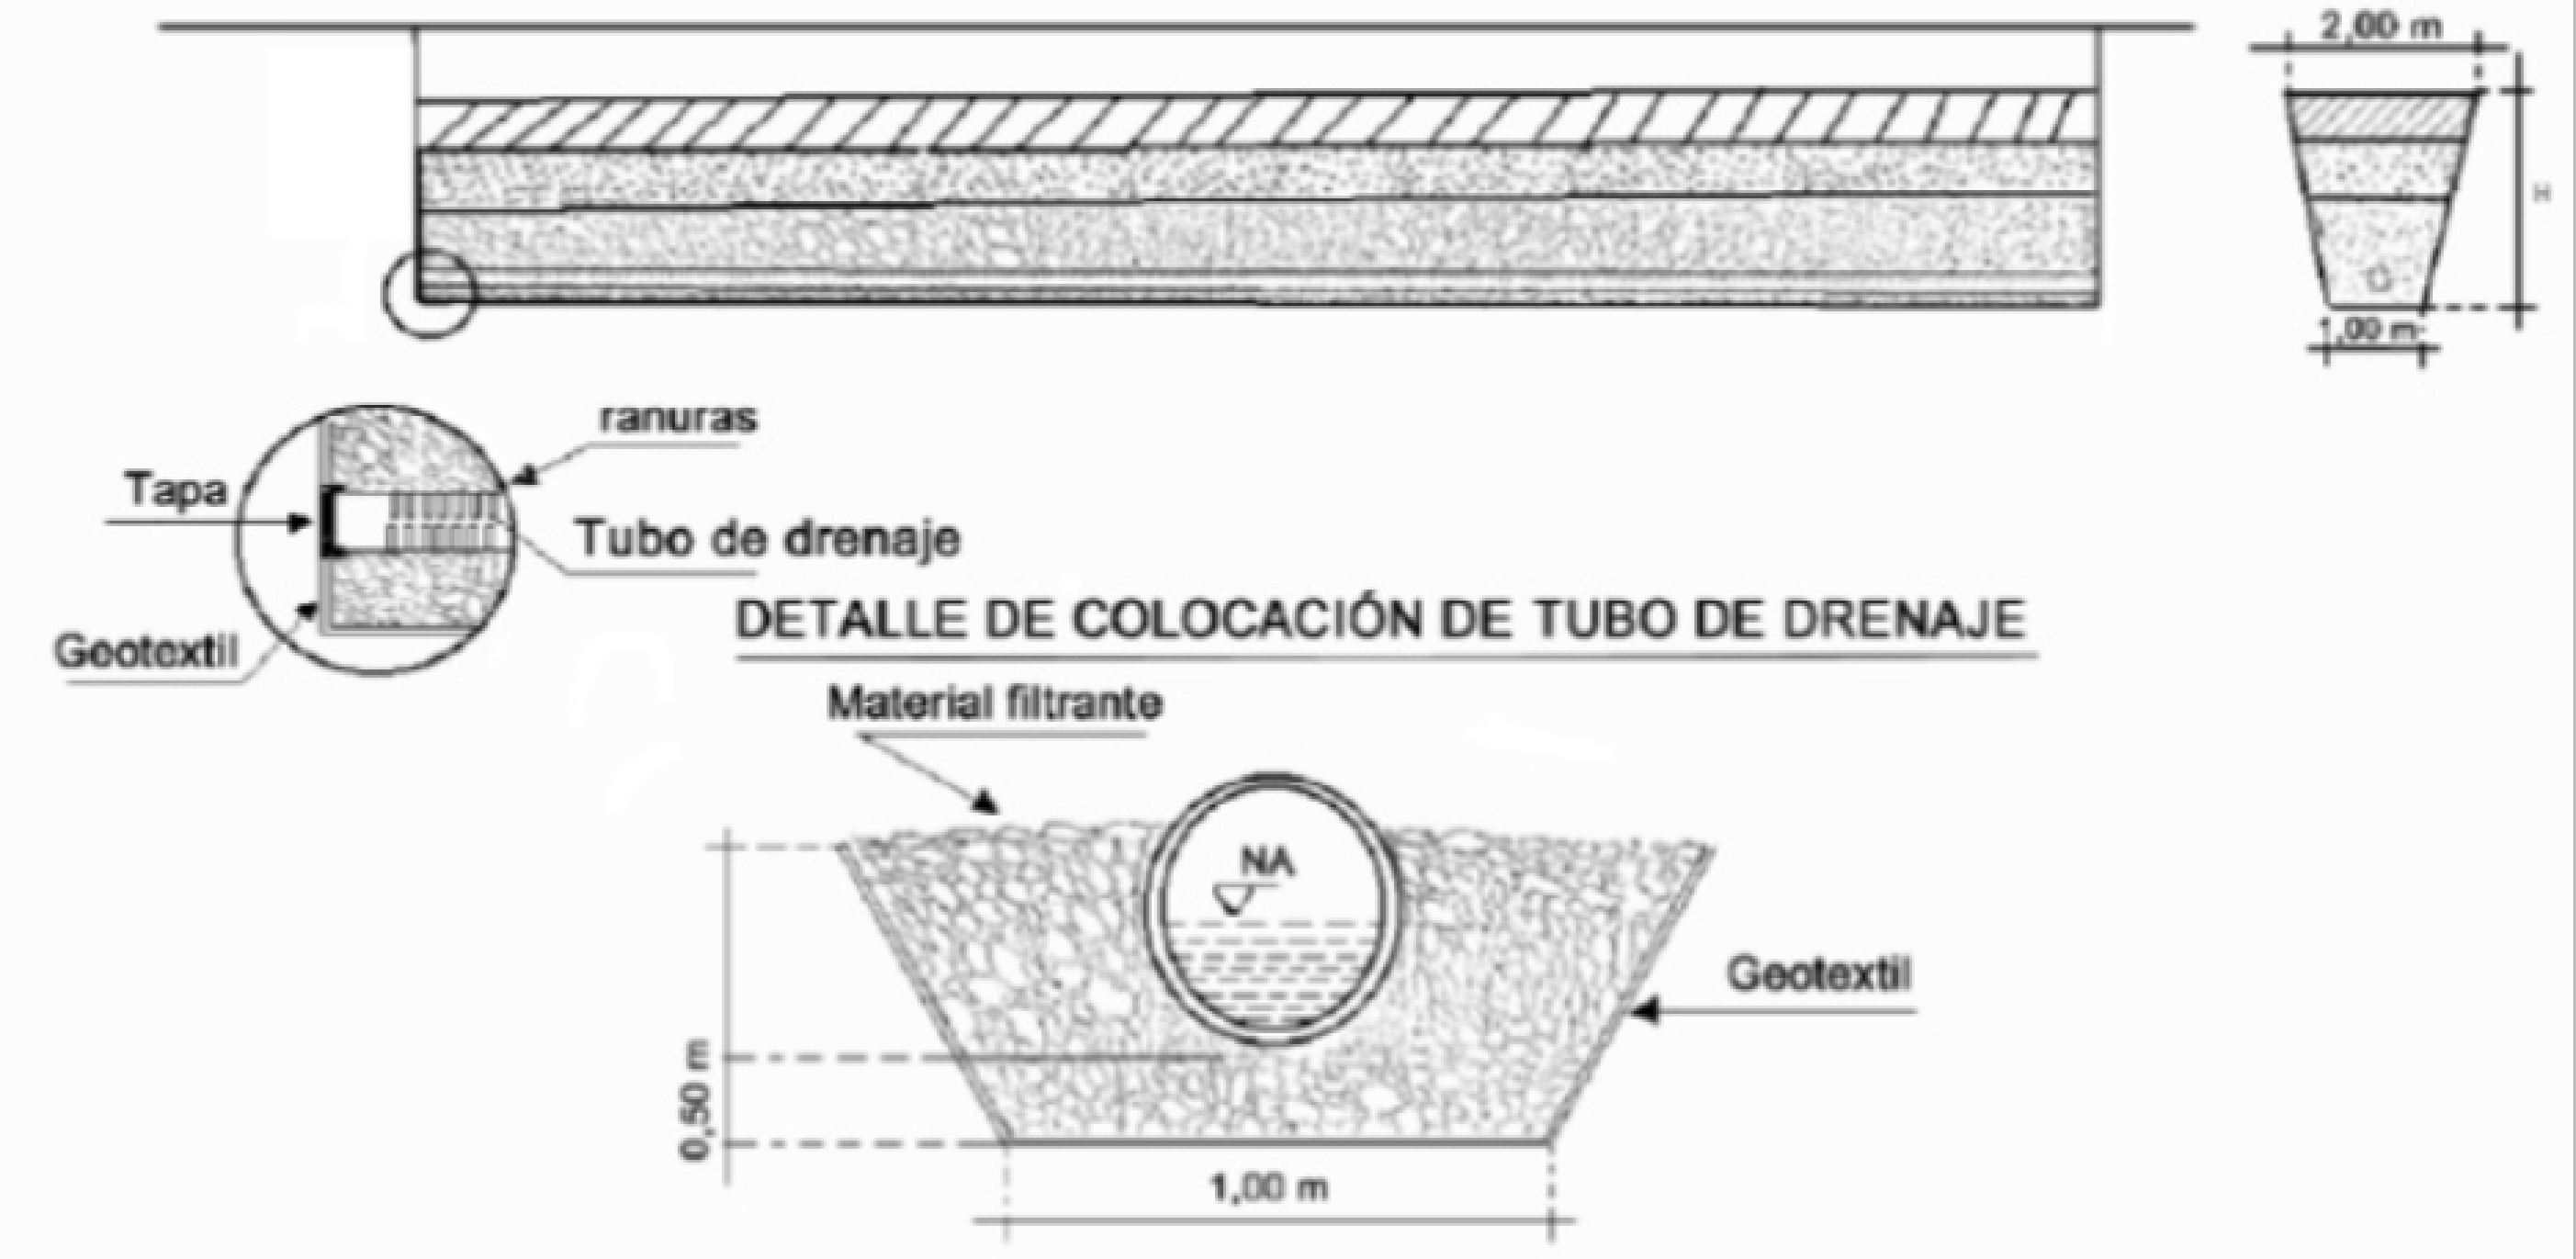 2,00 m
H
1,00 m
ranuras
Tapa
Tubo de drenaje
Geotextil
DETALLE DE COLOCACIÓN DE TUBO DE DRENAJE
Material filtrante
NA
Geotextil
0,50 m
1,00 m